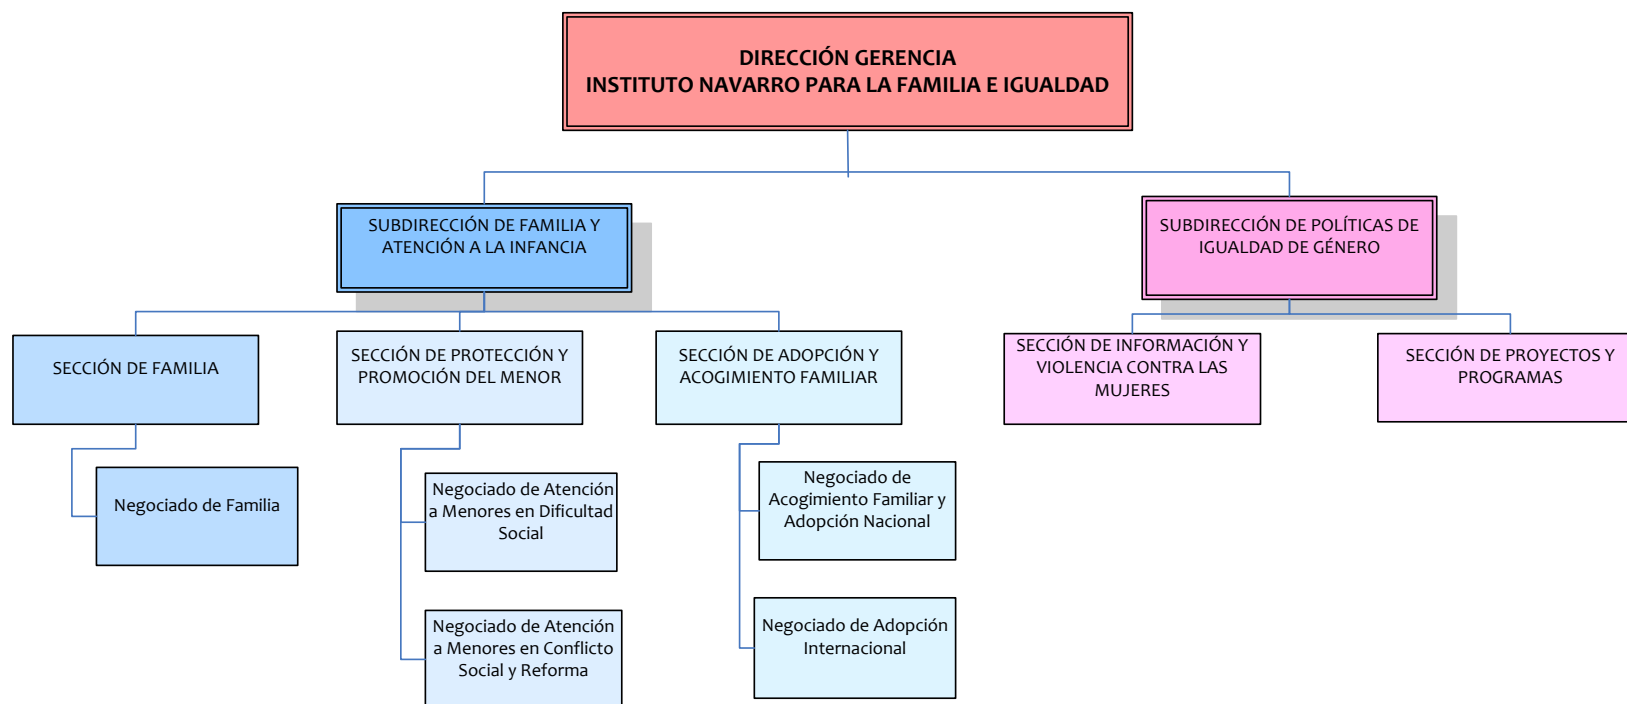 DIRECCIÓN GERENCIA
INSTITUTO NAVARRO PARA LA FAMILIA E IGUALDAD
SUBDIRECCIÓN DE FAMILIA Y
ATENCIÓN A LA INFANCIA
SUBDIRECCIÓN DE POLÍTICAS DE
IGUALDAD DE GÉNERO
SECCIÓN DE FAMILIA
SECCIÓN DE PROTECCIÓN Y
PROMOCIÓN DEL MENOR
SECCIÓN DE ADOPCIÓN Y
ACOGIMIENTO FAMILIAR
SECCIÓN DE INFORMACIÓN Y
VIOLENCIA CONTRA LAS
MUJERES
SECCIÓN DE PROYECTOS Y
PROGRAMAS
Negociado de Familia
Negociado de Atención
a Menores en Dificultad
Social
Negociado de
Acogimiento Familiar y
Adopción Nacional
Negociado de Atención
a Menores en Conflicto
Social y Reforma
Negociado de Adopción
Internacional